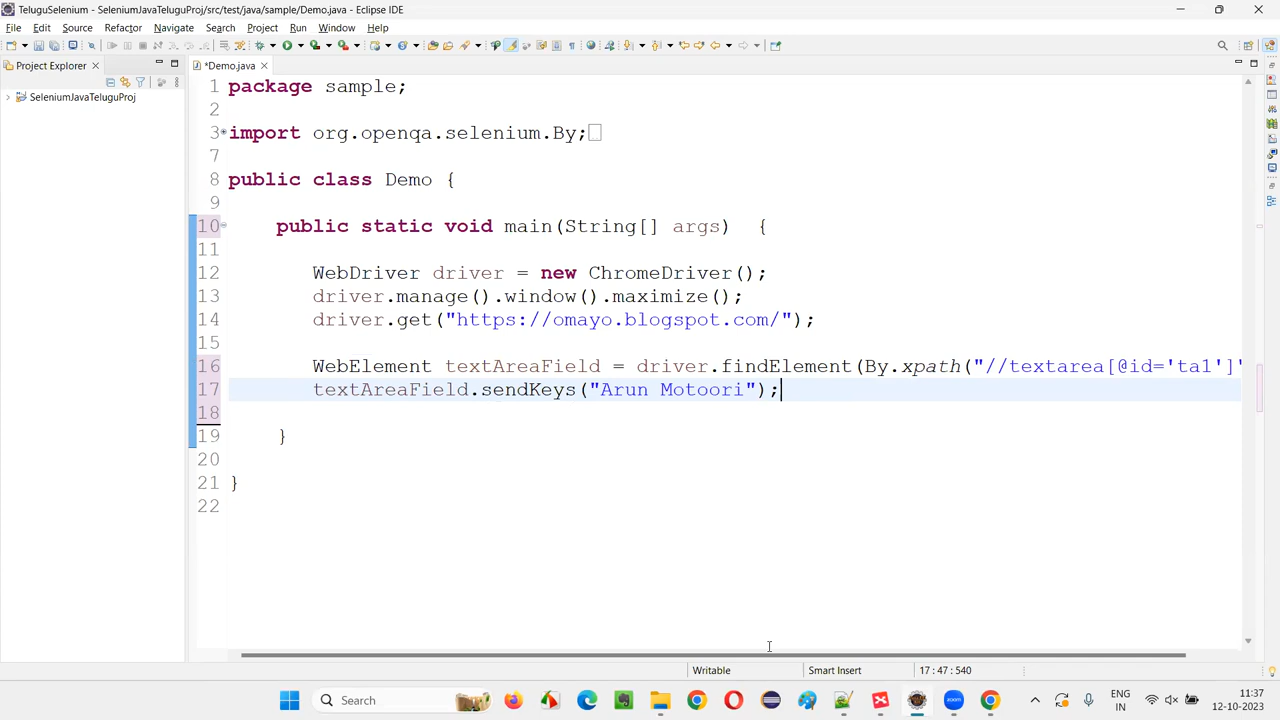 TeluguSelenium - SeleniumJavaTeluguProj/src/test/java/sample/Demo.java - Eclipse IDE
File Edit Source Refactor Navigate Search Project Run Window Help
Project Explorer
*Demo.java
SeleniumJavaTeluguProj
1 package sample;
2
3 import org.openqa.selenium.By;
7
8 public class Demo {
9
10 public static void main(String[] args) {
11
12 WebDriver driver = new ChromeDriver();
13 driver.manage().window().maximize();
14 driver.get("https://omayo.blogspot.com/");
15
16 WebElement textAreaField = driver.findElement(By.xpath("//textarea[@id='ta1']"
17 textAreaField.sendKeys("Arun Motoori");
18
19 }
20
21 }
22
Writable Smart Insert 17 : 47 : 540
Search
ENG
IN
11:37
12-10-2023